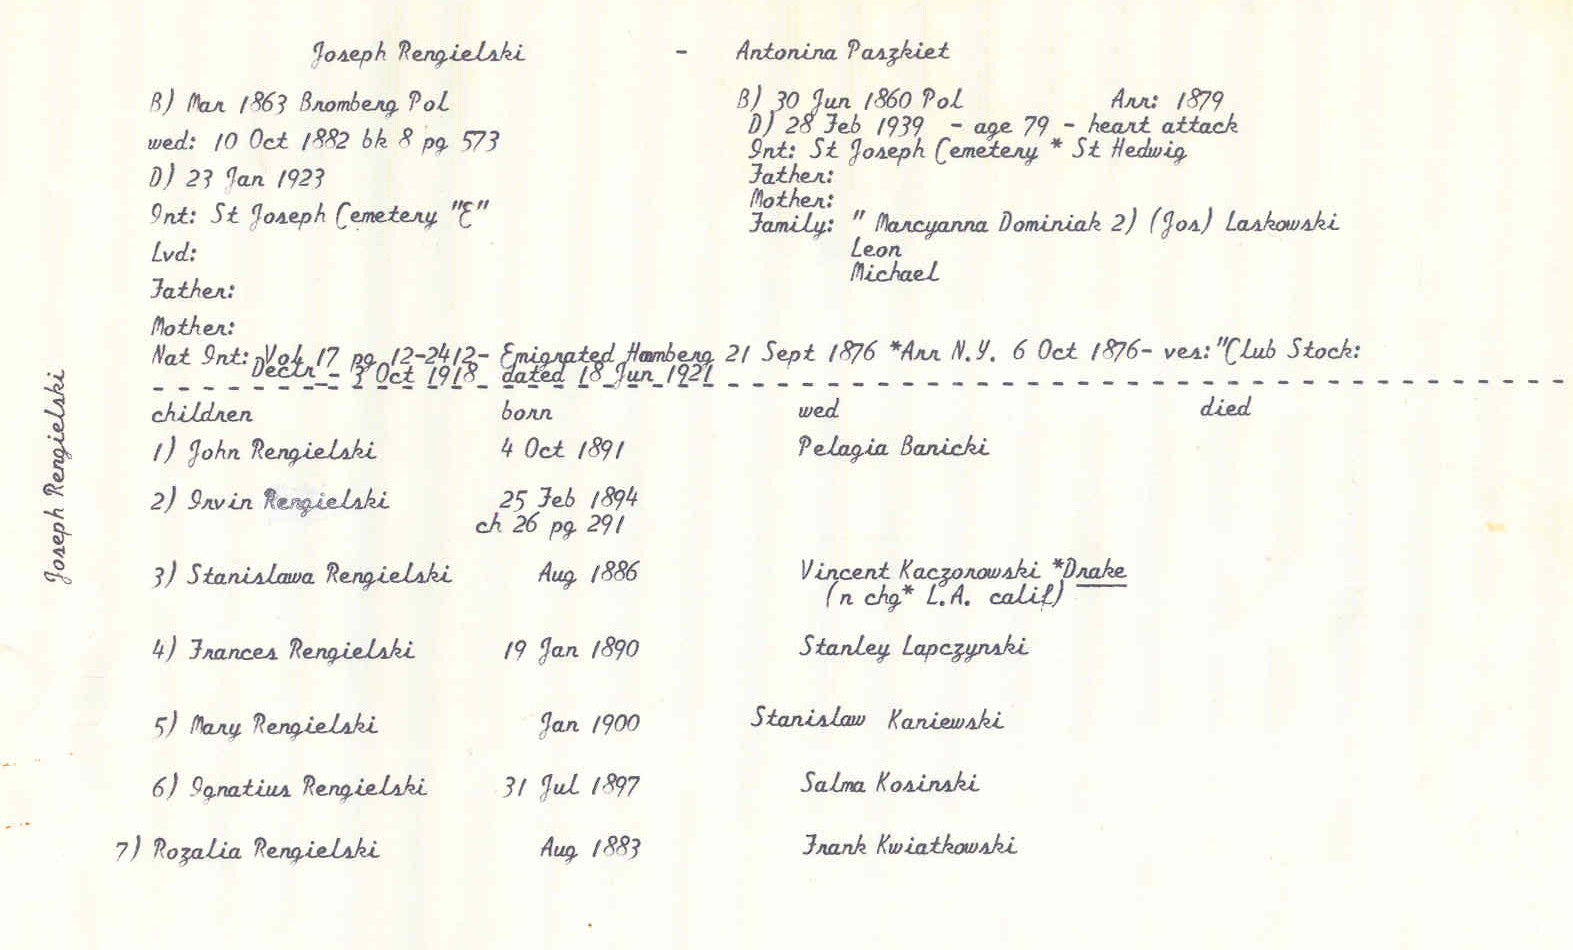 Joseph Rengielski - Antonina Paszkiet
B) Mar 1863 Bromberg Pol
wed: 10 Oct 1882 bk 8 pg 573
D) 23 Jan 1923
Int: St Joseph Cemetery "E"
Lvd:
Father:
Mother:
B) 30 Jun 1860 Pol Arr: 1879
D) 28 Feb 1939 - age 79 - heart attack
Int: St Joseph Cemetery * St Hedwig
Father:
Mother:
Family: " Marcyanna Dominiak 2) (Jos) Laskowski
Leon
Michael
Nat Int: Vol 17 pg 12-2412- Emigrated Hamberg 21 Sept 1876 *Arr N.Y. 6 Oct 1876- ves: "Club Stock:
Declr - 3 Oct 1918 dated 18 Jun 1921
children born wed died
1) John Rengielski 4 Oct 1891 Pelagia Banicki
2) Irvin Rengielski 25 Feb 1894
ch 26 pg 291
3) Stanislawa Rengielski Aug 1886 Vincent Kaczorowski *Drake
(n chg* L.A. calif)
4) Frances Rengielski 19 Jan 1890 Stanley Lapczynski
5) Mary Rengielski Jan 1900 Stanislaw Kaniewski
6) Ignatius Rengielski 31 Jul 1897 Salma Kosinski
7) Rozalia Rengielski Aug 1883 Frank Kwiatkowski
Joseph Rengielski